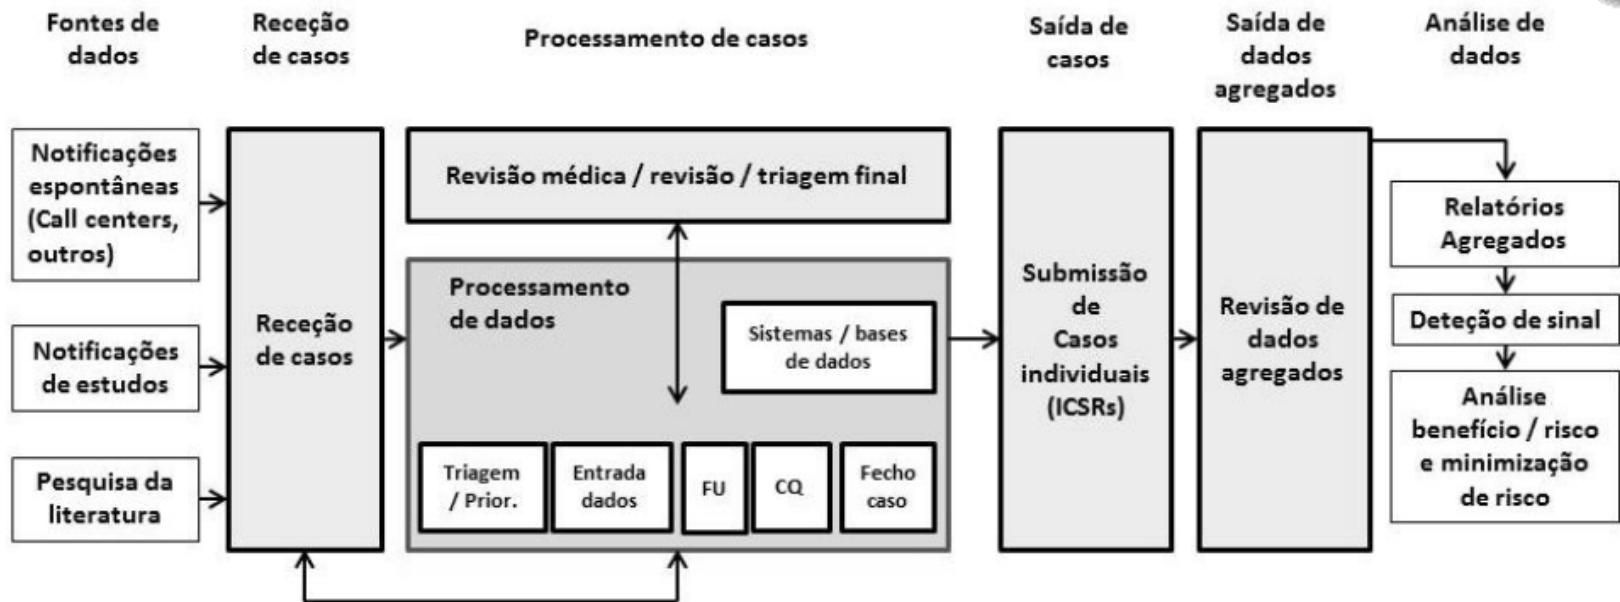 Fontes de
dados
Receção
de casos
Processamento de casos
Saída de
casos
Saída de
dados
agregados
Análise de
dados
Notificações
espontâneas
(Call centers,
outros)
Notificações
de estudos
Pesquisa da
literatura
Receção
de casos
Revisão médica / revisão / triagem final
Processamento
de dados
Sistemas / bases
de dados
Triagem
/ Prior.
Entrada
dados
FU
CQ
Fecho
caso
Submissão
de
Casos
individuais
(ICSRs)
Revisão de
dados
agregados
Relatórios
Agregados
Deteção de sinal
Análise
benefício / risco
e minimização
de risco